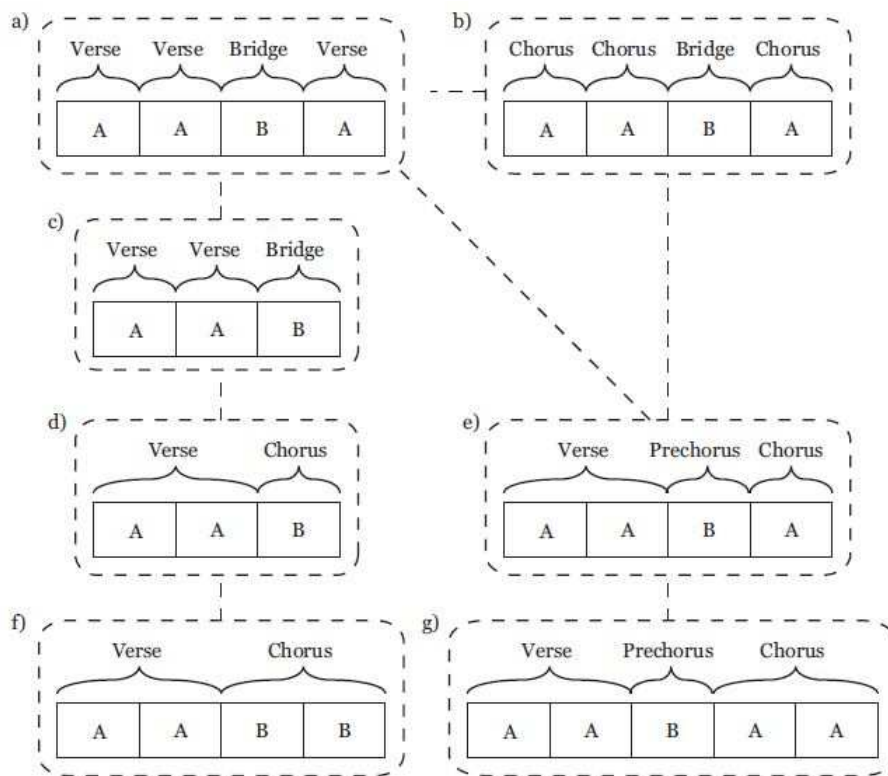 a)
Verse Verse Bridge Verse
A A B A
b)
Chorus Chorus Bridge Chorus
A A B A
c)
Verse Verse Bridge
A A B
d)
Verse Chorus
A A B
e)
Verse Prechorus Chorus
A A B A
f)
Verse Chorus
A A B B
g)
Verse Prechorus Chorus
A A B A A